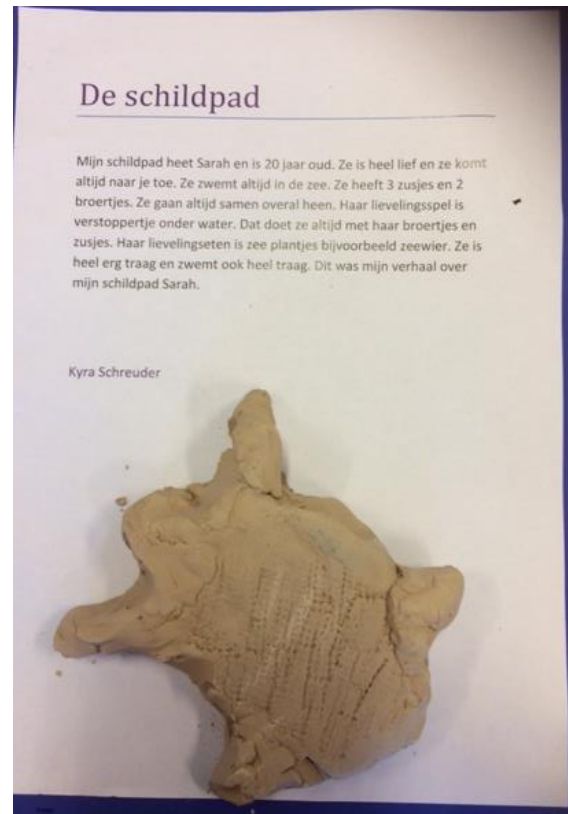 De schildpad
Mijn schildpad heet Sarah en is 20 jaar oud. Ze is heel lief en ze komt
altijd naar je toe. Ze zwemt altijd in de zee. Ze heeft 3 zusjes en 2
broertjes. Ze gaan altijd samen overal heen. Haar lievelingsspel is
verstoppertje onder water. Dat doet ze altijd met haar broertjes en
zusjes. Haar lievelingseten is zee plantjes bijvoorbeeld zeewier. Ze is
heel erg traag en zwemt ook heel traag. Dit was mijn verhaal over
mijn schildpad Sarah.
Kyra Schreuder